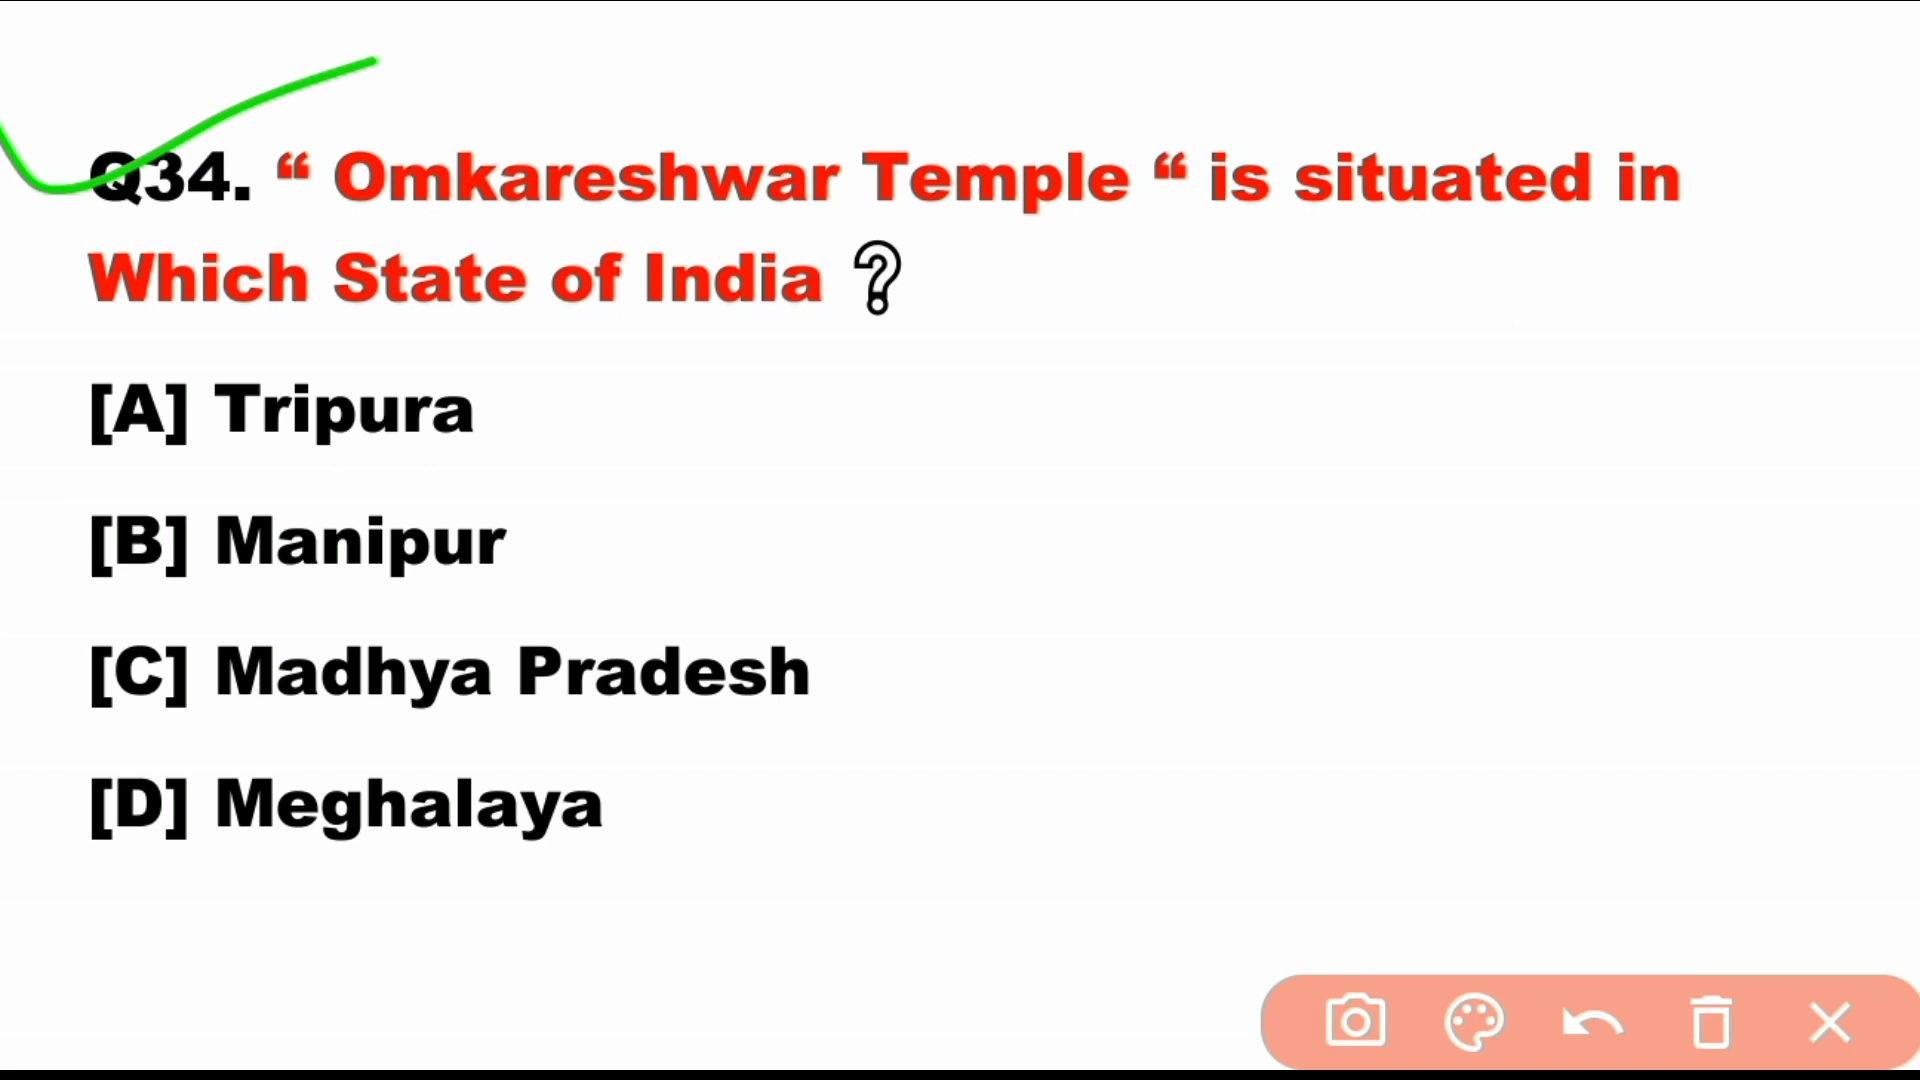 Q34. “ Omkareshwar Temple “ is situated in
Which State of India ?
[A] Tripura
[B] Manipur
[C] Madhya Pradesh
[D] Meghalaya